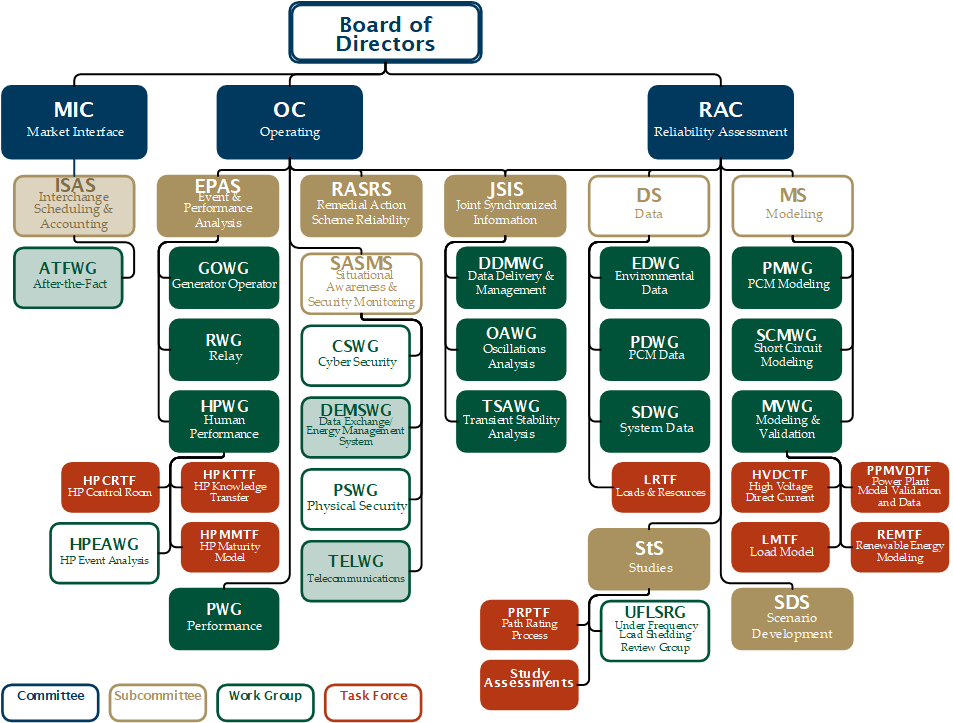 Board of
Directors
MIC
Market Interface
OC
Operating
RAC
Reliability Assessment
ISAS
Interchange
Scheduling &
Accounting
EPAS
Event &
Performance
Analysis
RASRS
Remedial Action
Scheme Reliability
JSIS
Joint Synchronized
Information
DS
Data
MS
Modeling
ATFWG
After-the-Fact
GOWG
Generator Operator
SASMS
Situational
Awareness &
Security Monitoring
DDMWG
Data Delivery &
Management
EDWG
Environmental
Data
PMWG
PCM Modeling
RWG
Relay
CSWG
Cyber Security
OAWG
Oscillations
Analysis
PDWG
PCM Data
SCMWG
Short Circuit
Modeling
HPWG
Human
Performance
DEMSWG
Data Exchange/
Energy Management
System
TSAWG
Transient Stability
Analysis
SDWG
System Data
MVWG
Modeling &
Validation
HPCRTF
HP Control Room
HPKTTF
HP Knowledge
Transfer
PSWG
Physical Security
LRTF
Loads & Resources
HVDCTF
High Voltage
Direct Current
PPMVDTF
Power Plant
Model Validation
and Data
HPEAWG
HP Event Analysis
HPMMTF
HP Maturity
Model
TELWG
Telecommunications
StS
Studies
LMTF
Load Model
REMTF
Renewable Energy
Modeling
PWG
Performance
PRPTF
Path Rating
Process
UFLSRG
Under Frequency
Load Shedding
Review Group
SDS
Scenario
Development
Study
Assessments
Committee
Subcommittee
Work Group
Task Force